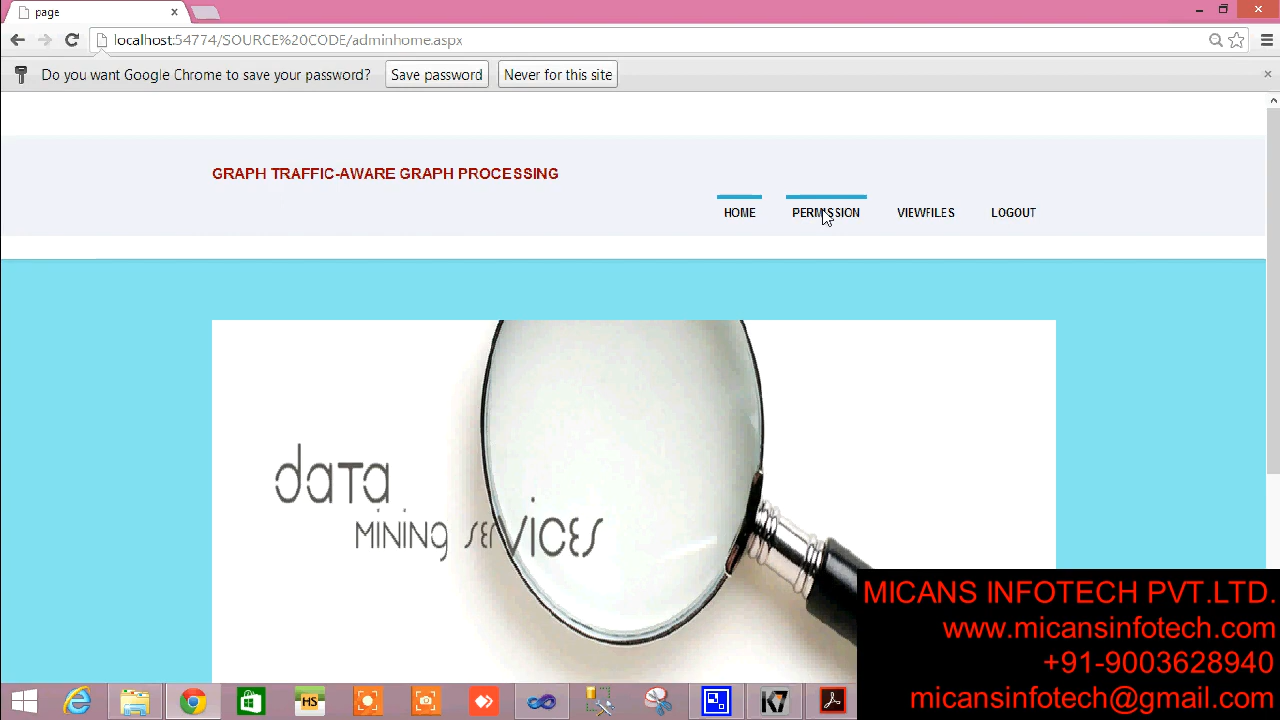 page
localhost:54774/SOURCE%20CODE/adminhome.aspx
Do you want Google Chrome to save your password? Save password Never for this site
GRAPH TRAFFIC-AWARE GRAPH PROCESSING
HOME PERMISSION VIEWFILES LOGOUT
daTa
MiNiNg SErViCES
HS
K7
MICANS INFOTECH PVT.LTD.
www.micansinfotech.com
+91-9003628940
micansinfotech@gmail.com